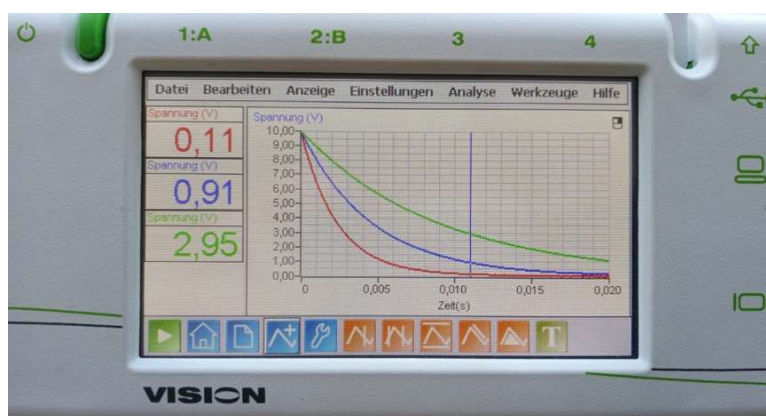 1:A 2:B 3 4
Datei Bearbeiten Anzeige Einstellungen Analyse Werkzeuge Hilfe
Spannung (V)
0,11
Spannung (V)
0,91
Spannung (V)
2,95
Spannung (V)
10,00
9,00
8,00
7,00
6,00
5,00
4,00
3,00
2,00
1,00
0,00
0 0,005 0,010 0,015 0,020
Zeit(s)
T
VISION